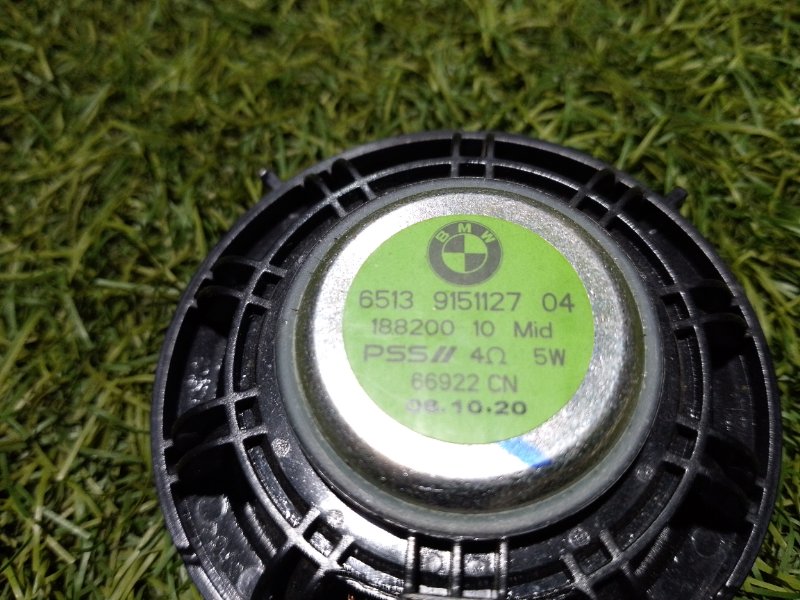 BMW
6513 9151127 04
188200 10 Mid
PSS// 4Ω 5W
66922 CN
08.10.20